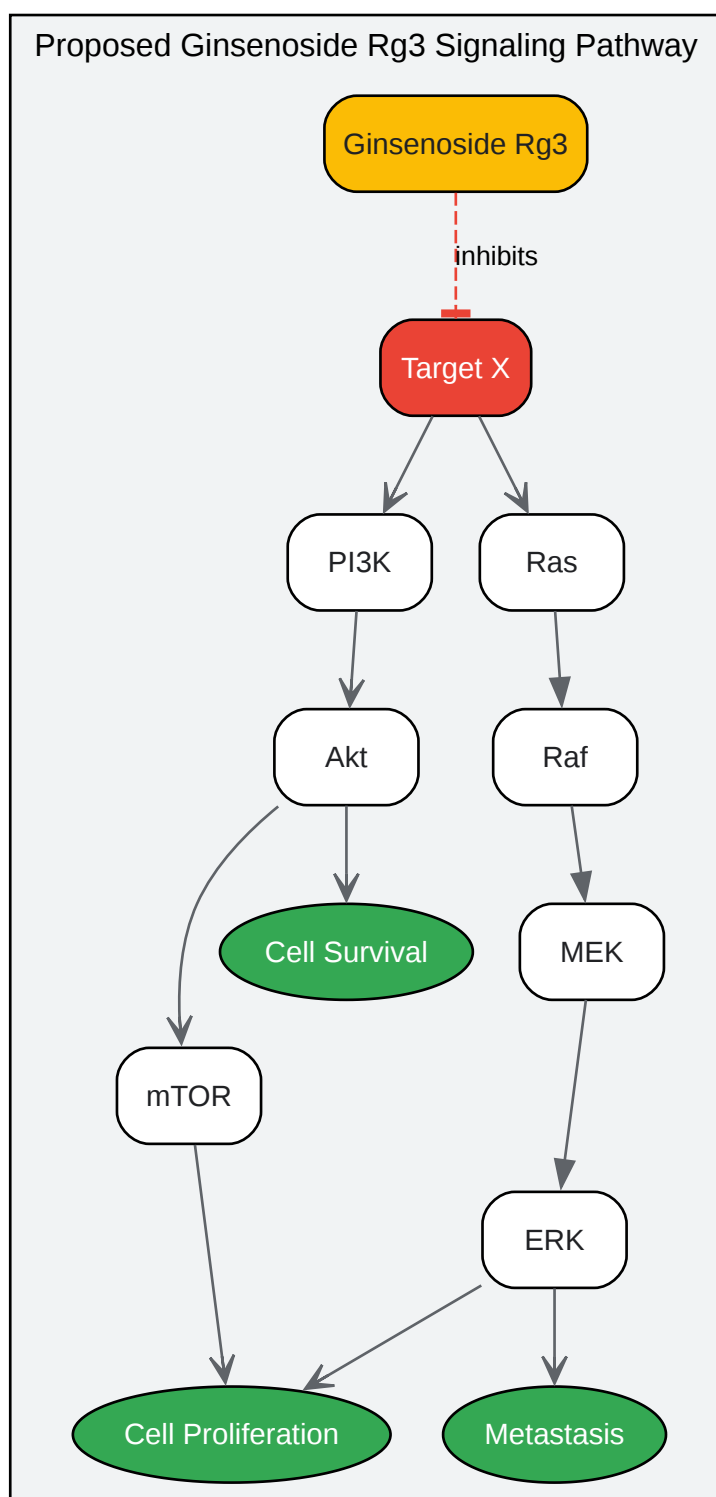 Proposed Ginsenoside Rg3 Signaling Pathway
Ginsenoside Rg3
inhibits
Target X
PI3K
Ras
Akt
Raf
Cell Survival
MEK
mTOR
ERK
Cell Proliferation
Metastasis